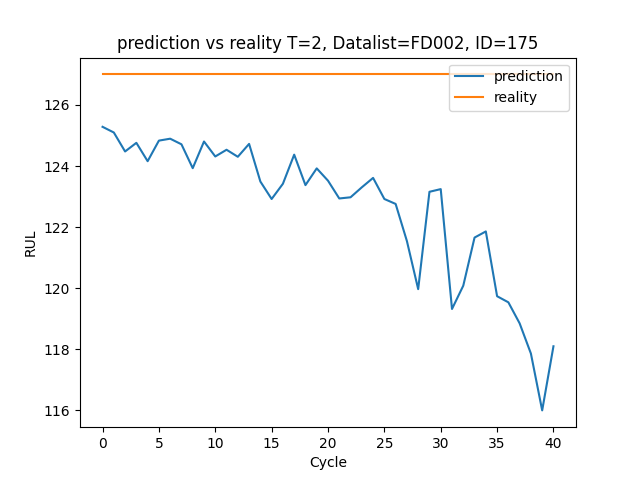 prediction vs reality T=2, Datalist=FD002, ID=175
prediction
reality
126
124
122
120
118
116
RUL
0 5 10 15 20 25 30 35 40
Cycle